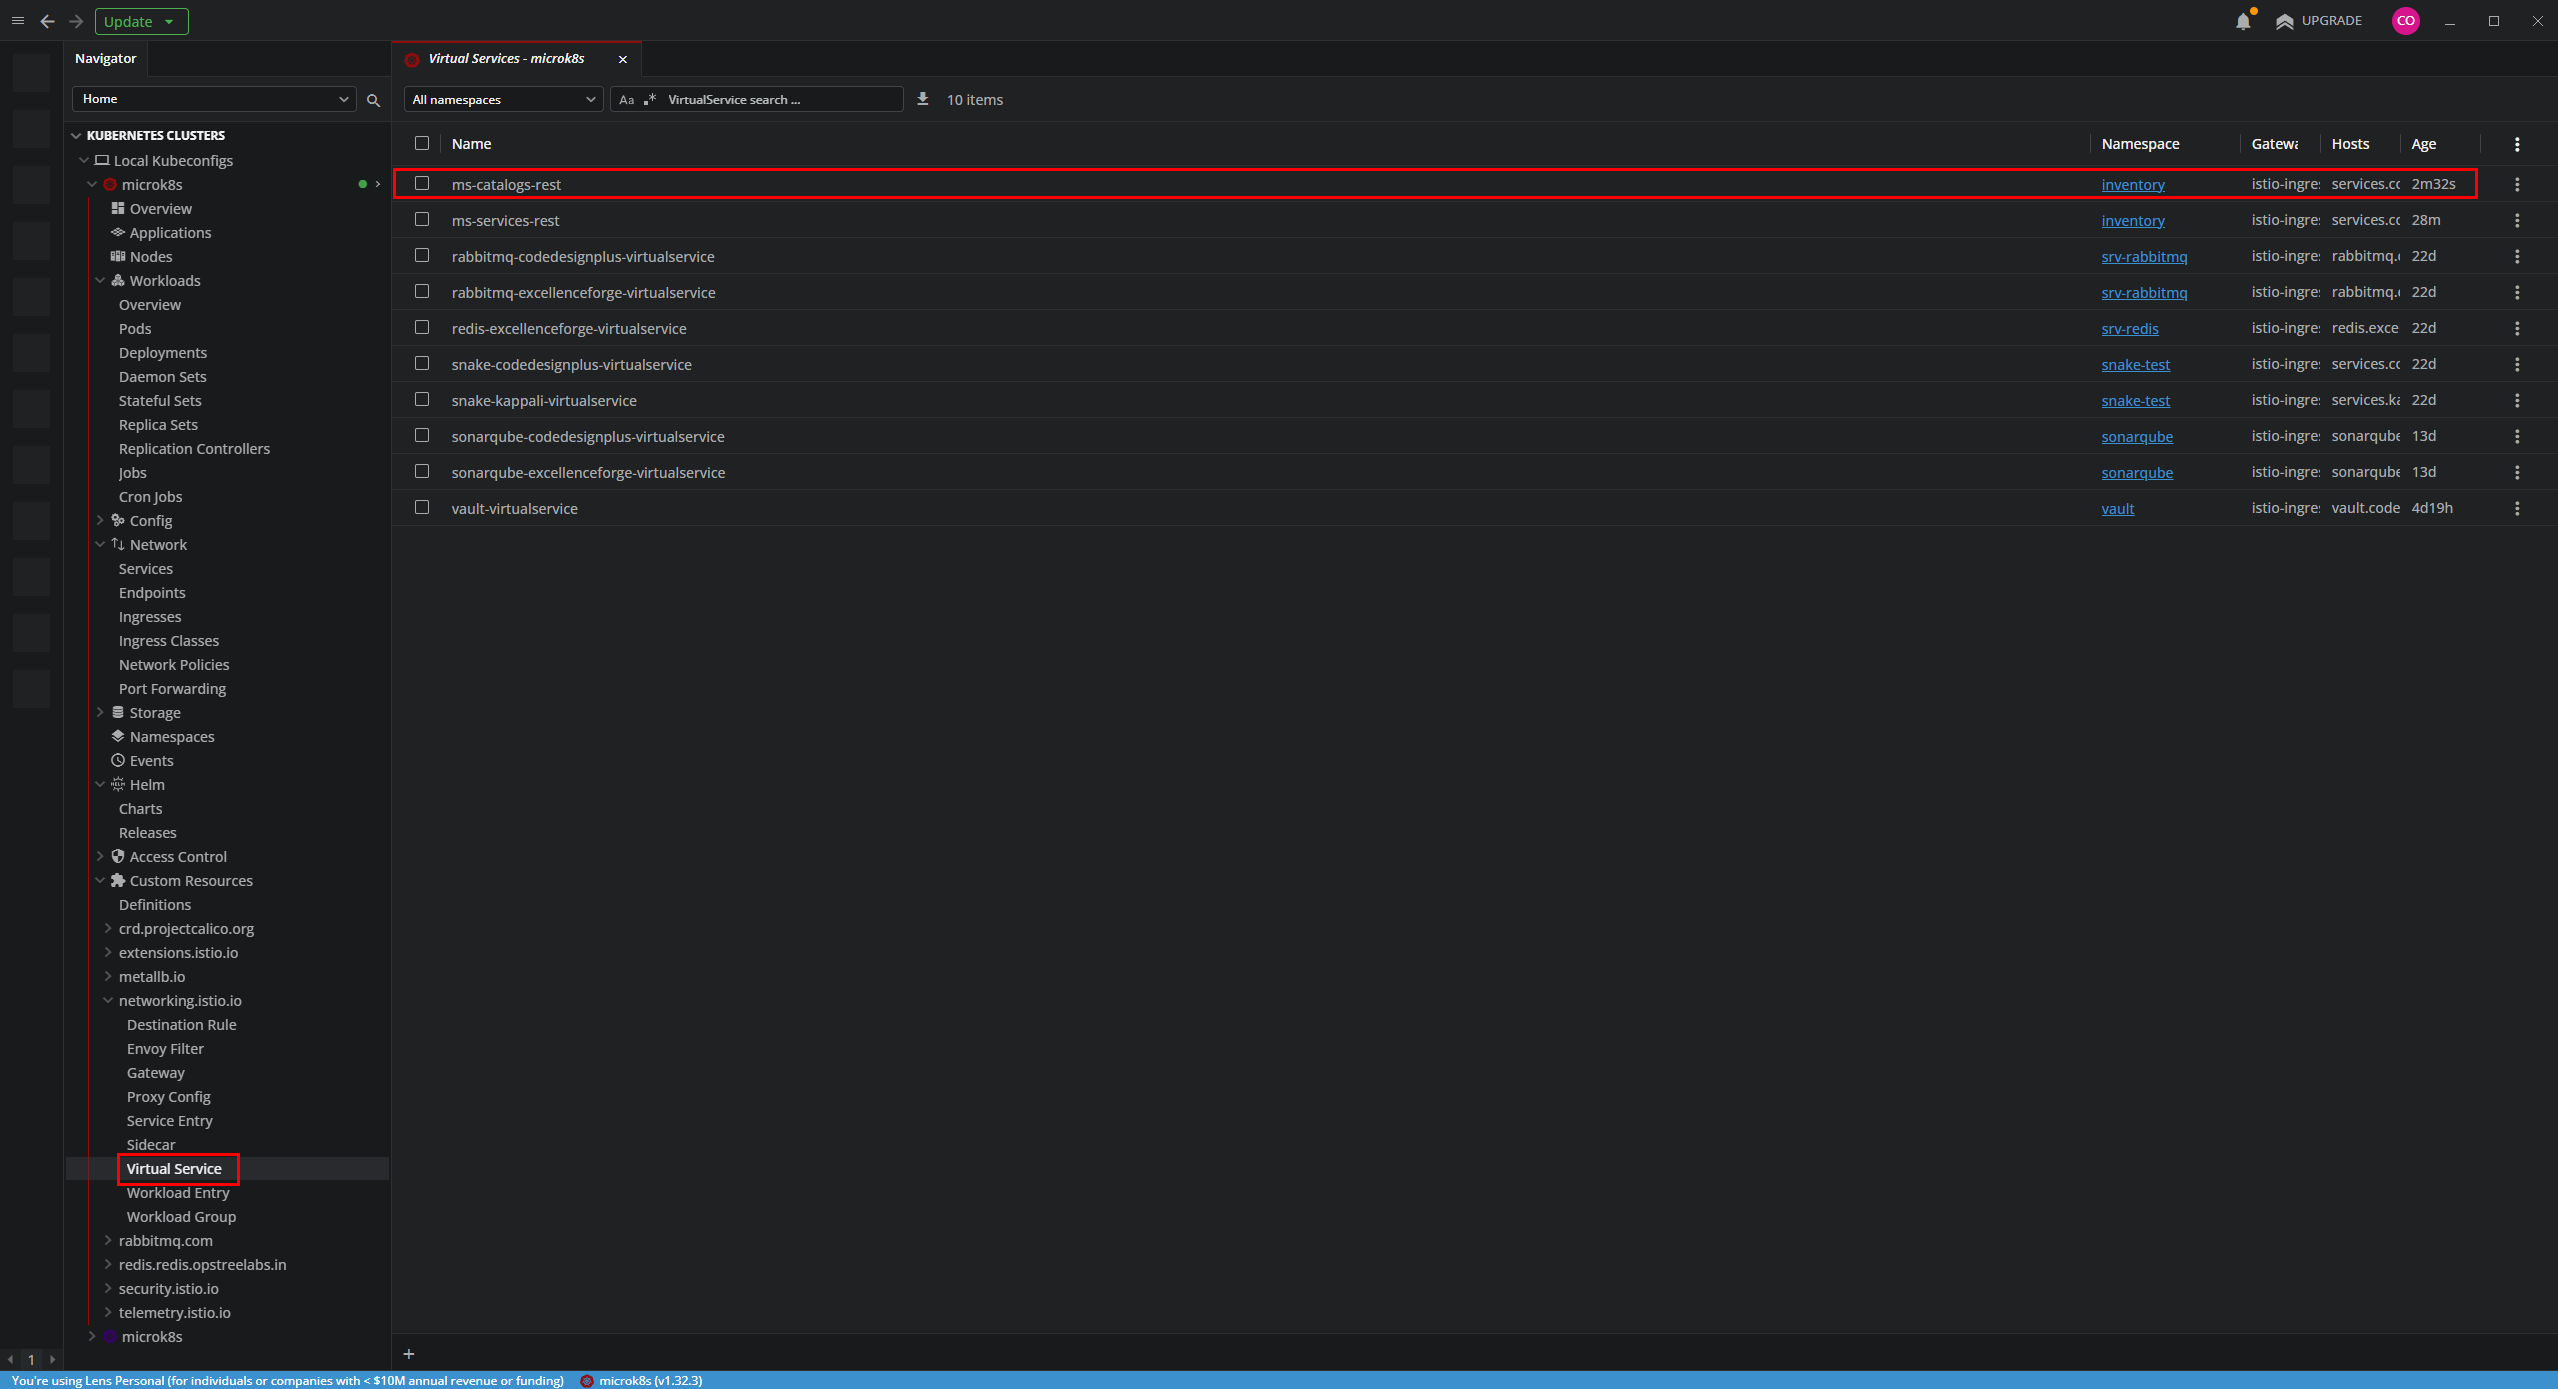 Update
UPGRADE
CO
Navigator
Virtual Services - microk8s
Home
All namespaces
Aa
.*
VirtualService search ...
10 items
KUBERNETES CLUSTERS
Local Kubeconfigs
microk8s
Overview
Applications
Nodes
Workloads
Overview
Pods
Deployments
Daemon Sets
Stateful Sets
Replica Sets
Replication Controllers
Jobs
Cron Jobs
Config
Network
Services
Endpoints
Ingresses
Ingress Classes
Network Policies
Port Forwarding
Storage
Namespaces
Events
Helm
Charts
Releases
Access Control
Custom Resources
Definitions
crd.projectcalico.org
extensions.istio.io
metallb.io
networking.istio.io
Destination Rule
Envoy Filter
Gateway
Proxy Config
Service Entry
Sidecar
Virtual Service
Workload Entry
Workload Group
rabbitmq.com
redis.redis.opstreelabs.in
security.istio.io
telemetry.istio.io
microk8s
Name Namespace Gatewa Hosts Age
ms-catalogs-rest inventory istio-ingre services.co 2m32s
ms-services-rest inventory istio-ingre services.co 28m
rabbitmq-codedesignplus-virtualservice srv-rabbitmq istio-ingre rabbitmq. 22d
rabbitmq-excellenceforge-virtualservice srv-rabbitmq istio-ingre rabbitmq. 22d
redis-excellenceforge-virtualservice srv-redis istio-ingre redis.exce 22d
snake-codedesignplus-virtualservice snake-test istio-ingre services.co 22d
snake-kappali-virtualservice snake-test istio-ingre services.ka 22d
sonarqube-codedesignplus-virtualservice sonarqube istio-ingre sonarqube 13d
sonarqube-excellenceforge-virtualservice sonarqube istio-ingre sonarqube 13d
vault-virtualservice vault istio-ingre vault.code 4d19h
1
+
You're using Lens Personal (for individuals or companies with < $10M annual revenue or funding) microk8s (v1.32.3)